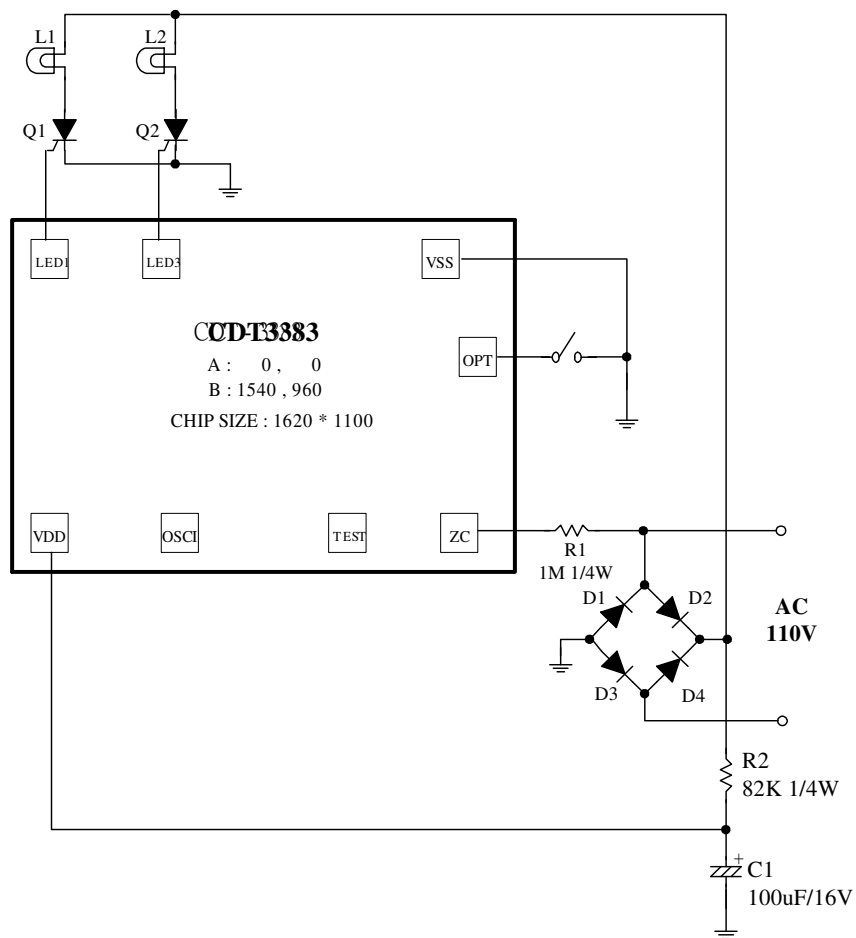 L1 L2
Q1 Q2
LED1 LED3 VSS
CDT3383
OPT
A : 0 , 0
B : 1540 , 960
CHIP SIZE : 1620 * 1100
VDD OSCI TEST ZC
R1
1M 1/4W
D1 D2
AC
110V
D3 D4
R2
82K 1/4W
+
C1
100uF/16V